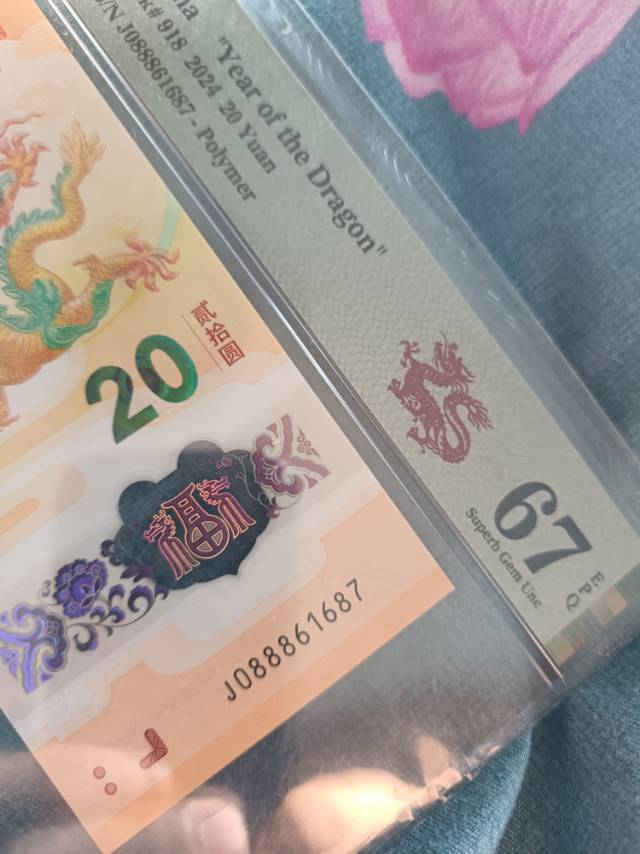 918 2024 20 Yuan
J088861687 - Polymer
"Year of the Dragon"
67
EPQ
Superb Gem Unc
20
贰拾圆
福
J088861687